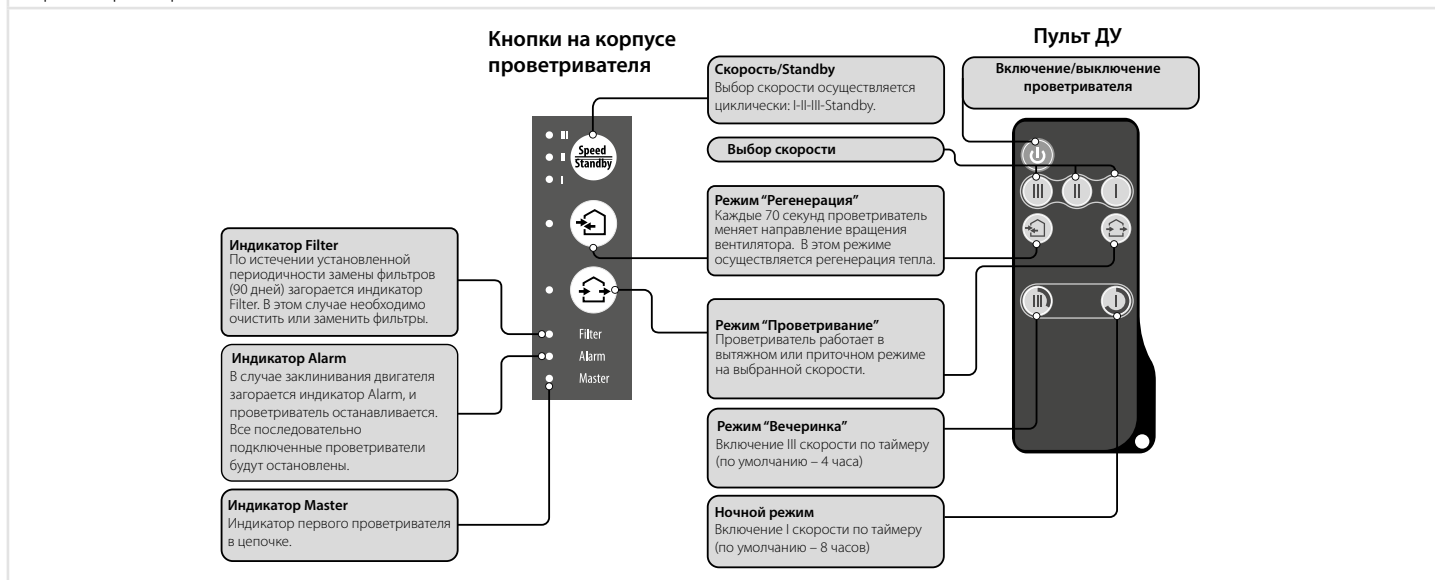 Кнопки на корпусе
проветривателя
Пульт ДУ
Скорость/Standby
Выбор скорости осуществляется
циклически: I-II-III-Standby.
Включение/выключение
проветривателя
Выбор скорости
III
II
I
Speed
Standby
III
II
I
Режим “Регенерация”
Каждые 70 секунд проветриватель
меняет направление вращения
вентилятора. В этом режиме
осуществляется регенерация тепла.
Индикатор Filter
По истечении установленной
периодичности замены фильтров
(90 дней) загорается индикатор
Filter. В этом случае необходимо
очистить или заменить фильтры.
Режим “Проветривание”
Проветриватель работает в
вытяжном или приточном режиме
на выбранной скорости.
III
I
Filter
Alarm
Master
Индикатор Alarm
В случае заклинивания двигателя
загорается индикатор Alarm, и
проветриватель останавливается.
Все последовательно
подключенные проветриватели
будут остановлены.
Режим “Вечеринка”
Включение III скорости по таймеру
(по умолчанию – 4 часа)
Индикатор Master
Индикатор первого проветривателя
в цепочке.
Ночной режим
Включение I скорости по таймеру
(по умолчанию – 8 часов)